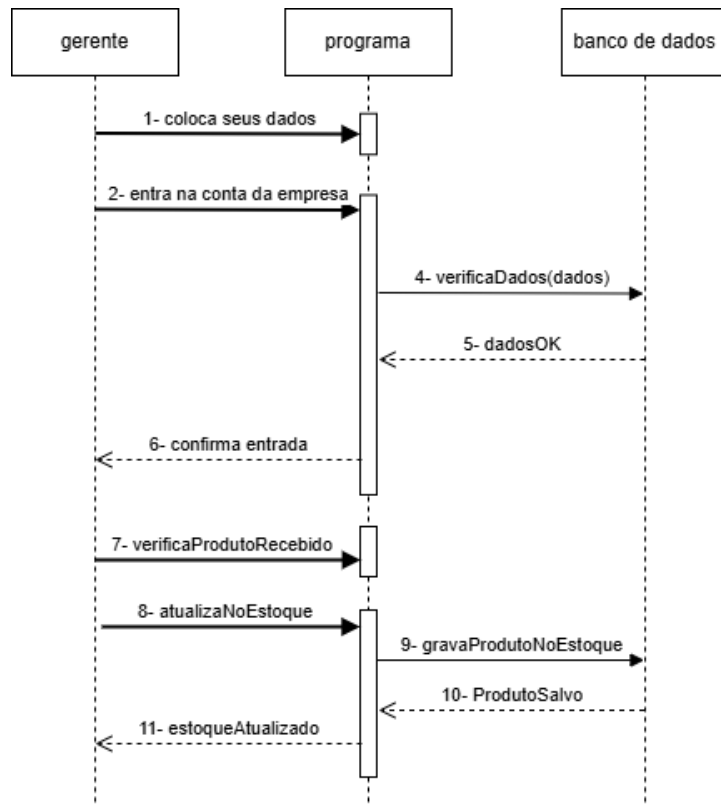 gerente
programa
banco de dados
1- coloca seus dados
2- entra na conta da empresa
4- verificaDados(dados)
5- dadosOK
6- confirma entrada
7- verificaProdutoRecebido
8- atualizaNoEstoque
9- gravaProdutoNoEstoque
10- ProdutoSalvo
11- estoqueAtualizado